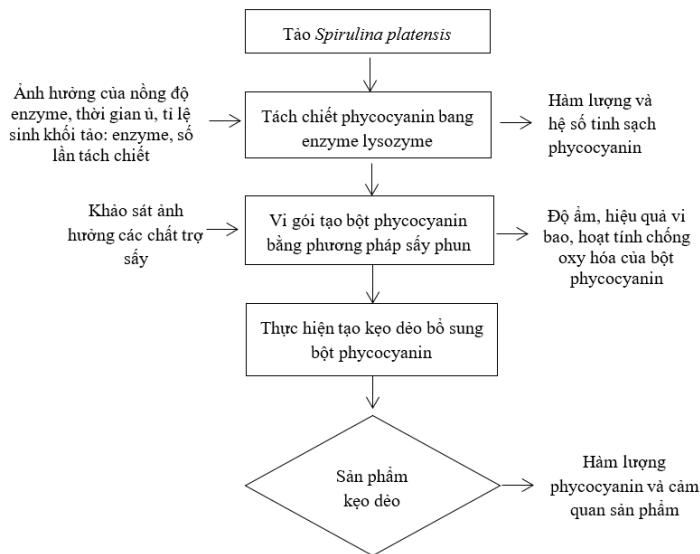 Tảo Spirulina platensis
Ảnh hưởng của nồng độ
enzyme, thời gian ủ, tỉ lệ
sinh khối tảo: enzyme, số
lần tách chiết
Tách chiết phycocyanin bang
enzyme lysozyme
Hàm lượng và
hệ số tinh sạch
phycocyanin
Khảo sát ảnh
hưởng các chất trợ
sấy
Vi gói tạo bột phycocyanin
bằng phương pháp sấy phun
Độ ẩm, hiệu quả vi
bao, hoạt tính chống
oxy hóa của bột
phycocyanin
Thực hiện tạo kẹo dẻo bổ sung
bột phycocyanin
Sản phẩm
kẹo dẻo
Hàm lượng
phycocyanin và cảm
quan sản phẩm